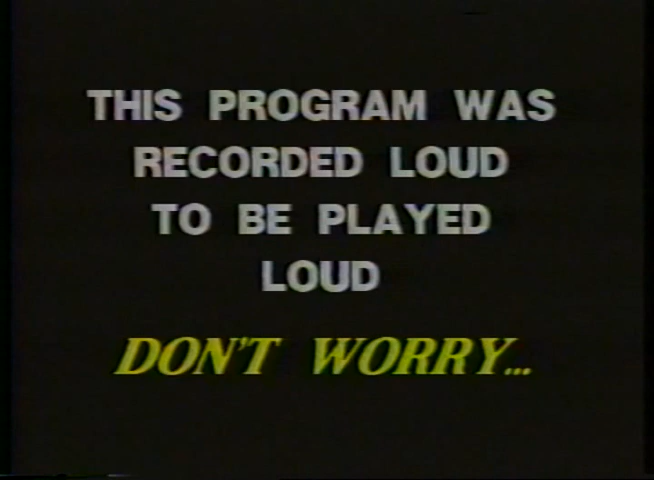 THIS PROGRAM WAS
RECORDED LOUD
TO BE PLAYED
LOUD
DON'T WORRY...